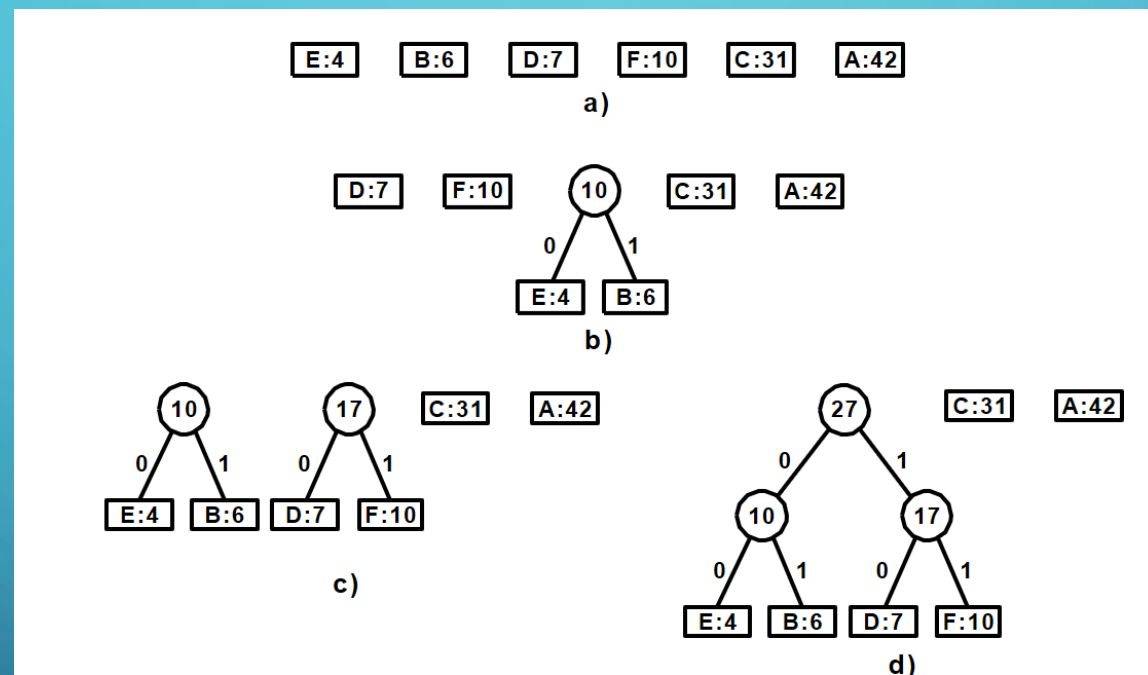 E:4 B:6 D:7 F:10 C:31 A:42
a)
D:7 F:10 10 C:31 A:42
0 1
E:4 B:6
b)
10 17 C:31 A:42
0 1 0 1
E:4 B:6 D:7 F:10
c)
27 C:31 A:42
0 1
10 17
0 1 0 1
E:4 B:6 D:7 F:10
d)